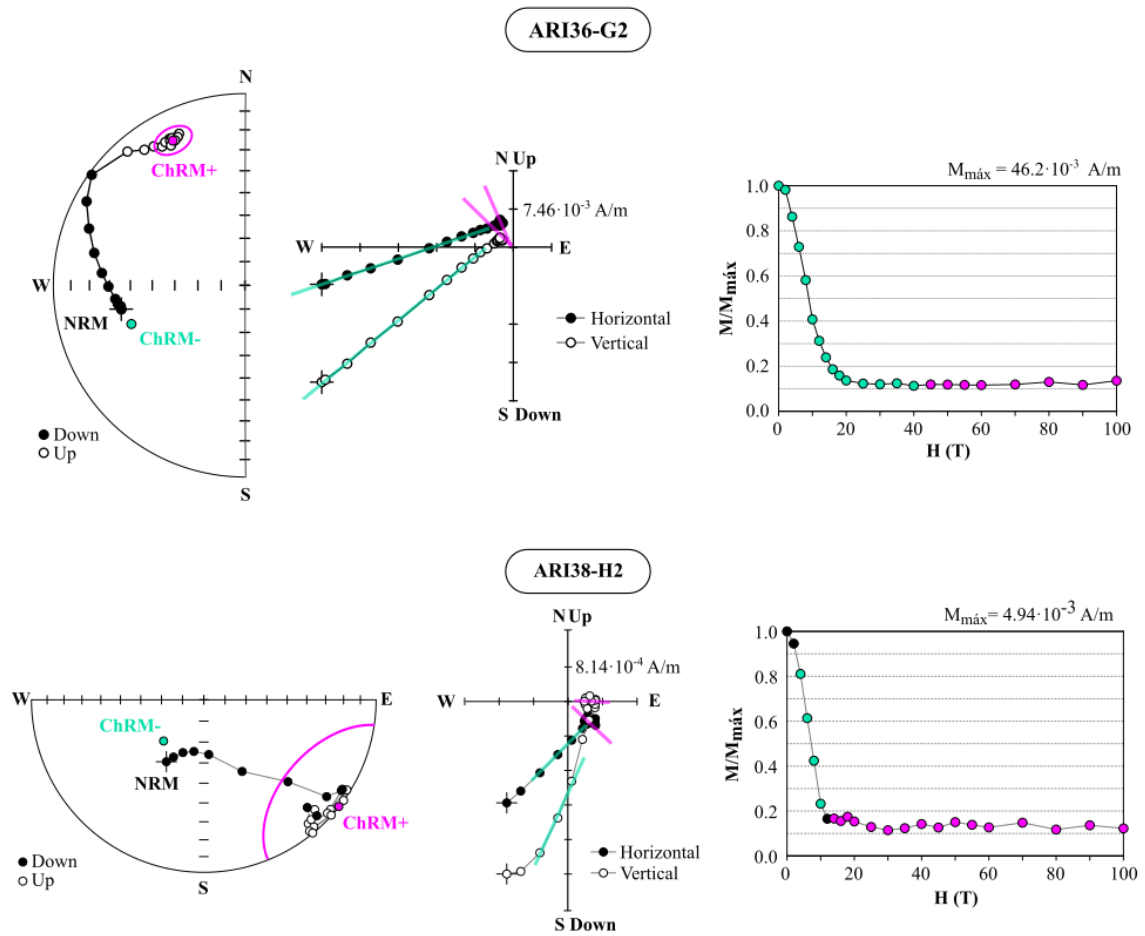 ARI36-G2
N
W
S
ChRM+
NRM
ChRM-
Down
Up
N Up
7.46·10⁻³ A/m
W
E
Horizontal
Vertical
S Down
Mmáx = 46.2·10⁻³ A/m
M/Mmáx
1.0
0.8
0.6
0.4
0.2
0.0
0 20 40 60 80 100
H (T)
ARI38-H2
W
E
ChRM-
NRM
ChRM+
S
Down
Up
N Up
8.14·10⁻⁴ A/m
W
E
Horizontal
Vertical
S Down
Mmáx= 4.94·10⁻³ A/m
M/Mmáx
1.0
0.8
0.6
0.4
0.2
0.0
0 20 40 60 80 100
H (T)